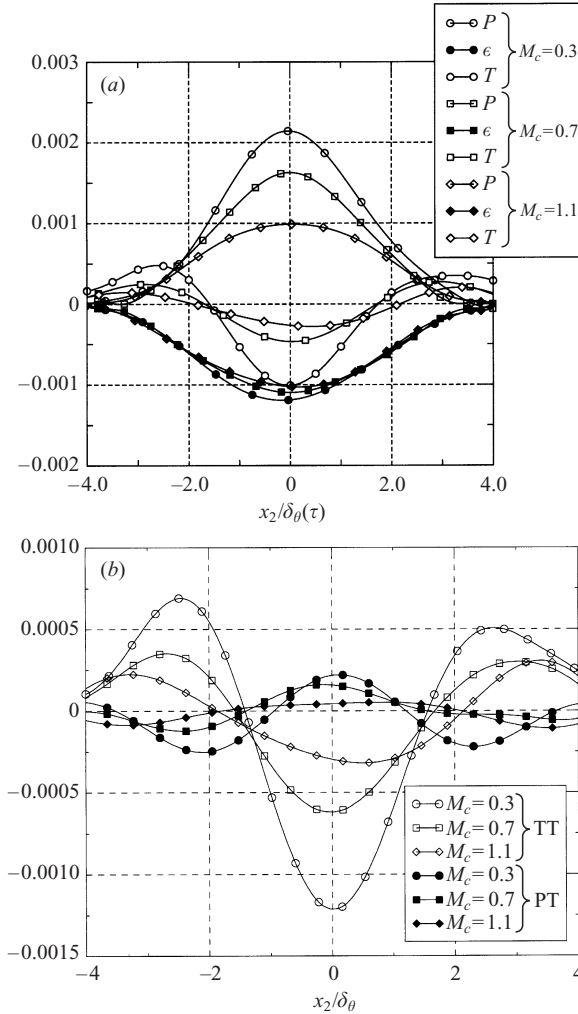 P
ϵ
T
M_c=0.3
P
ϵ
T
M_c=0.7
P
ϵ
T
M_c=1.1
(a)
0.003
0.002
0.001
0
−0.001
−0.002
−4.0 −2.0 0 2.0 4.0
x_2/δ_θ(τ)
(b)
0.0010
0.0005
0
−0.0005
−0.0010
−0.0015
M_c=0.3
M_c=0.7
M_c=1.1
TT
M_c=0.3
M_c=0.7
M_c=1.1
PT
−4 −2 0 2 4
x_2/δ_θ